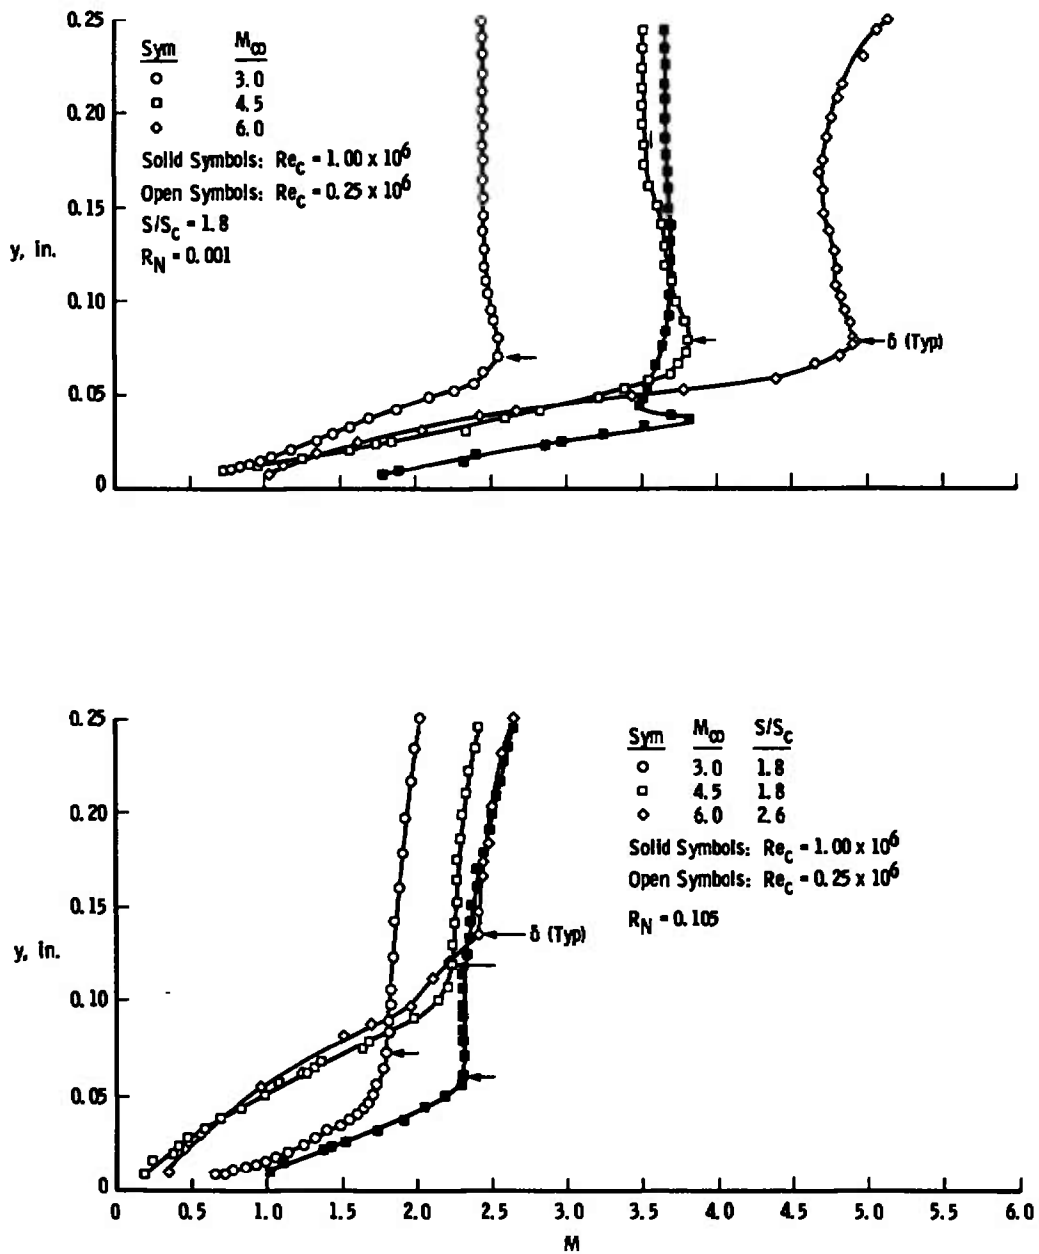 0.25
Sym M∞
3.0
4.5
6.0
0.20
Solid Symbols: Re_c = 1.00 x 10^6
Open Symbols: Re_c = 0.25 x 10^6
0.15
S/S_c = 1.8
R_N = 0.001
y, in.
0.10
δ (Typ)
0.05
0
0.25
Sym M∞ S/S_c
3.0 1.8
4.5 1.8
6.0 2.6
0.20
Solid Symbols: Re_c = 1.00 x 10^6
Open Symbols: Re_c = 0.25 x 10^6
0.15
R_N = 0.105
δ (Typ)
y, in.
0.10
0.05
0
0 0.5 1.0 1.5 2.0 2.5 3.0 3.5 4.0 4.5 5.0 5.5 6.0
M